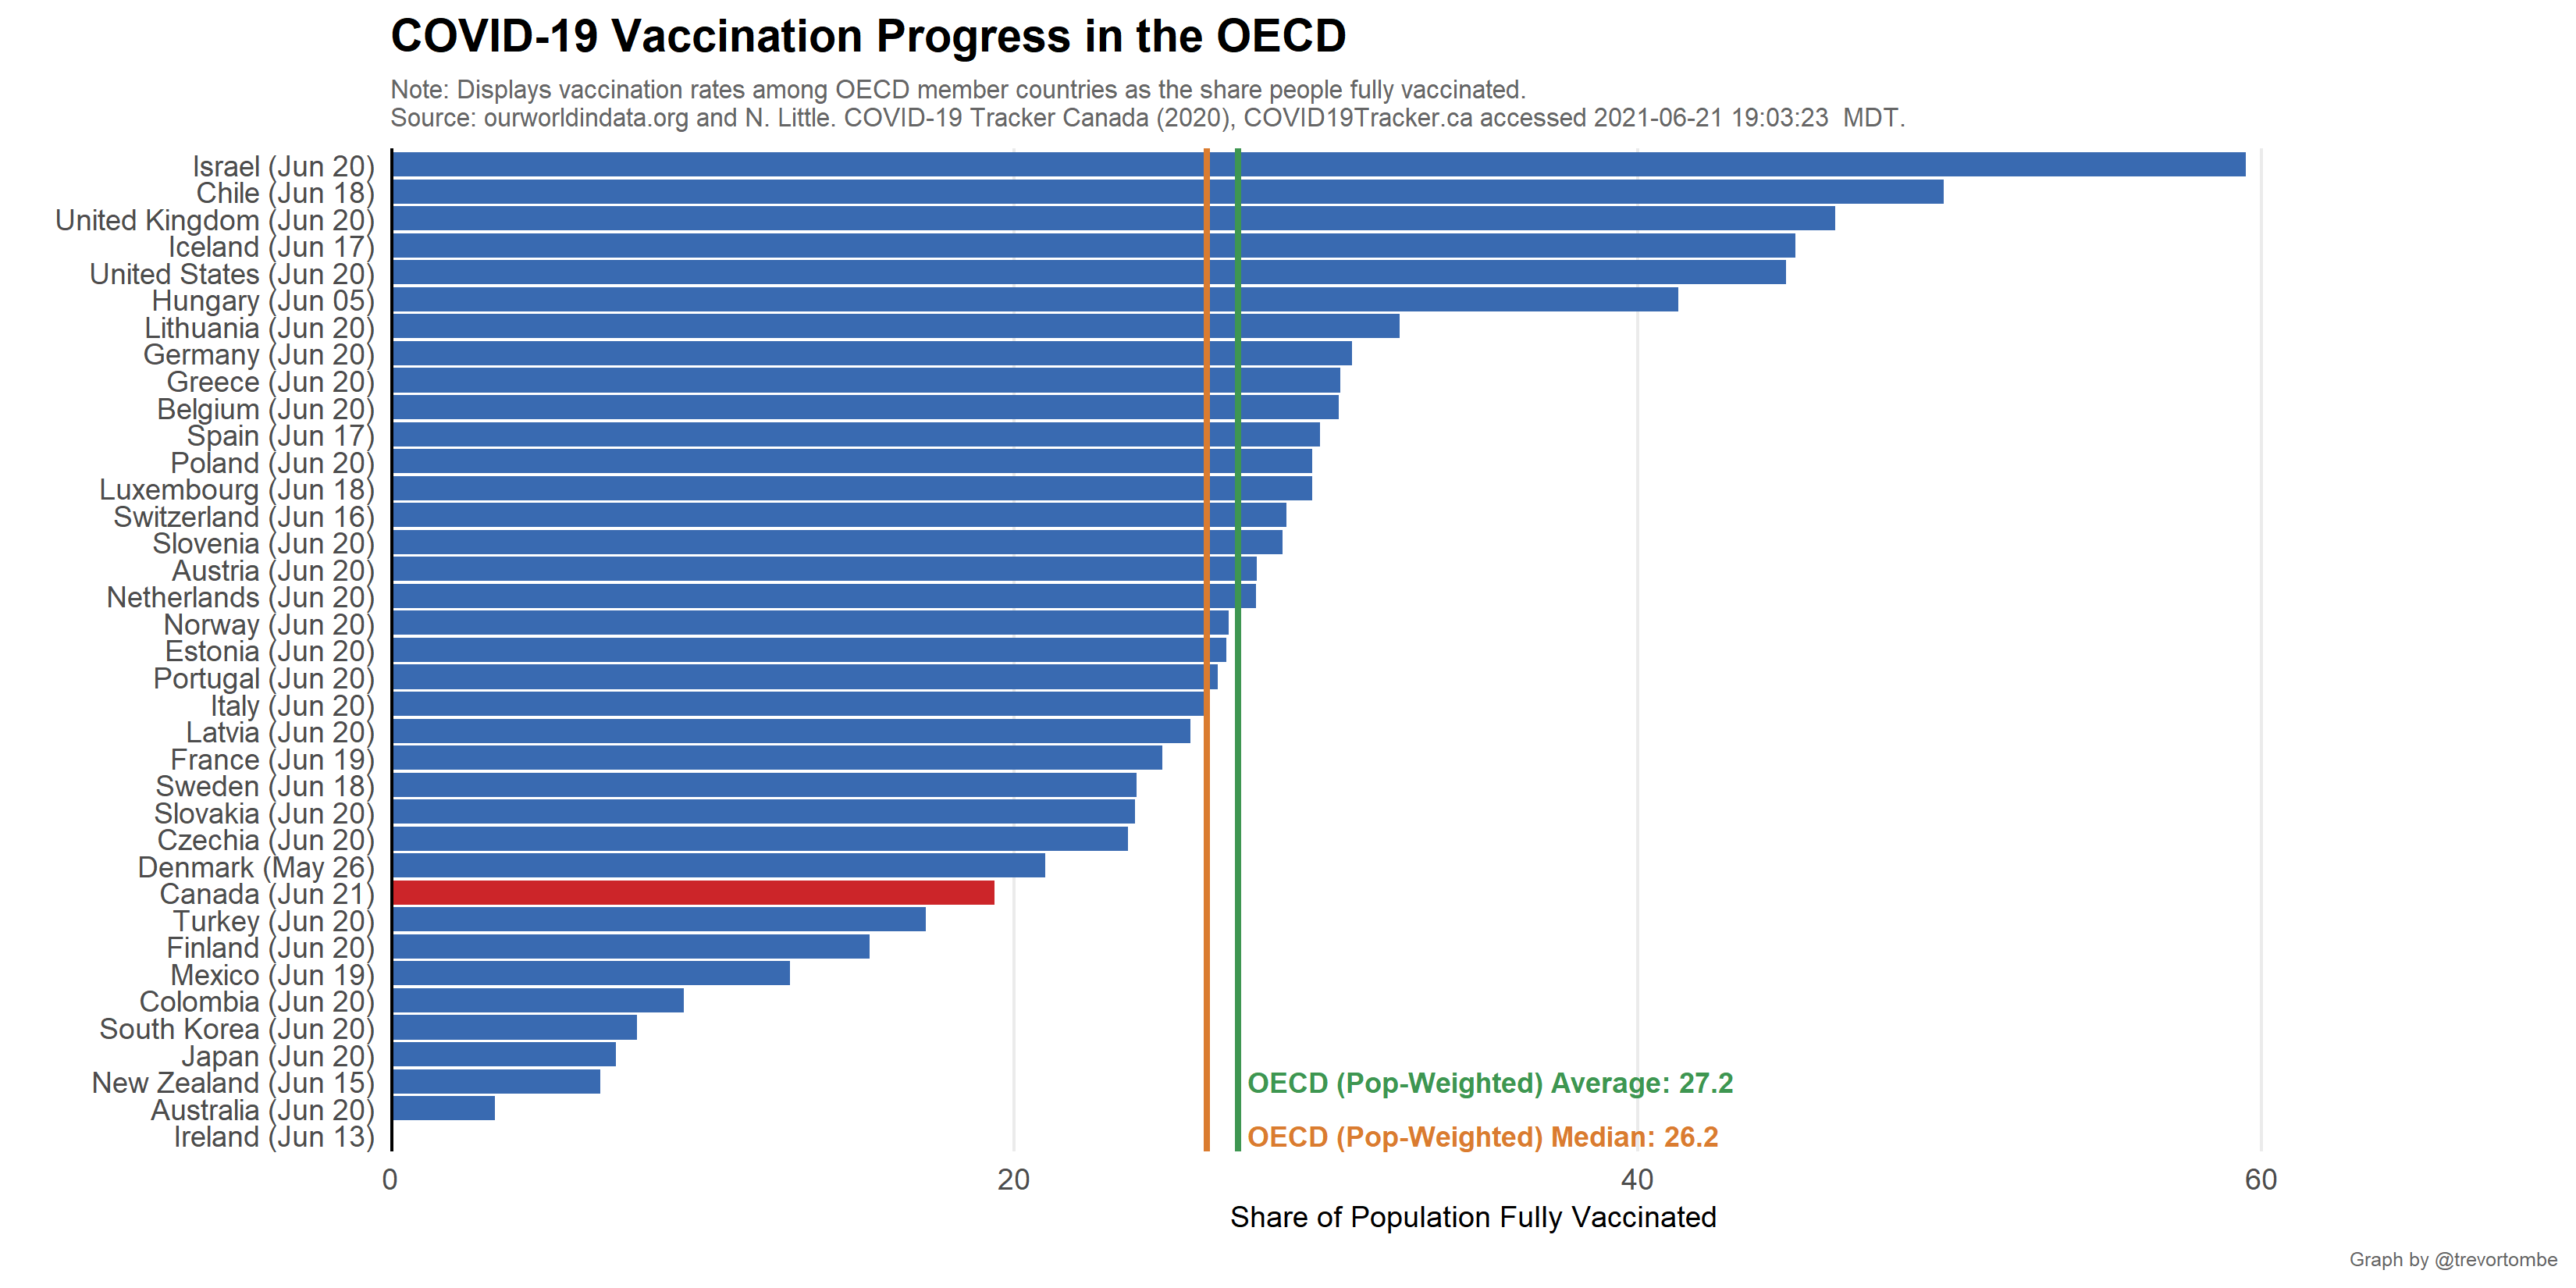 COVID-19 Vaccination Progress in the OECD
Note: Displays vaccination rates among OECD member countries as the share people fully vaccinated.
Source: ourworldindata.org and N. Little. COVID-19 Tracker Canada (2020), COVID19Tracker.ca accessed 2021-06-21 19:03:23  MDT.
Israel (Jun 20)
Chile (Jun 18)
United Kingdom (Jun 20)
Iceland (Jun 17)
United States (Jun 20)
Hungary (Jun 05)
Lithuania (Jun 20)
Germany (Jun 20)
Greece (Jun 20)
Belgium (Jun 20)
Spain (Jun 17)
Poland (Jun 20)
Luxembourg (Jun 18)
Switzerland (Jun 16)
Slovenia (Jun 20)
Austria (Jun 20)
Netherlands (Jun 20)
Norway (Jun 20)
Estonia (Jun 20)
Portugal (Jun 20)
Italy (Jun 20)
Latvia (Jun 20)
France (Jun 19)
Sweden (Jun 18)
Slovakia (Jun 20)
Czechia (Jun 20)
Denmark (May 26)
Canada (Jun 21)
Turkey (Jun 20)
Finland (Jun 20)
Mexico (Jun 19)
Colombia (Jun 20)
South Korea (Jun 20)
Japan (Jun 20)
New Zealand (Jun 15)
OECD (Pop-Weighted) Average: 27.2
Australia (Jun 20)
Ireland (Jun 13)
OECD (Pop-Weighted) Median: 26.2
0 20 40 60
Share of Population Fully Vaccinated
Graph by @trevortombe